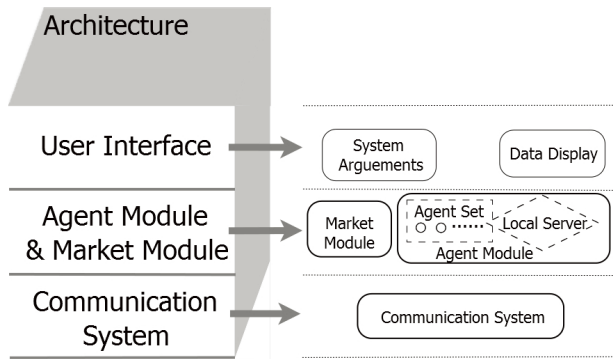 Architecture
User Interface
System
Arguements
Data Display
Agent Module
& Market Module
Market
Module
Agent Set
Local Server
Agent Module
Communication
System
Communication System